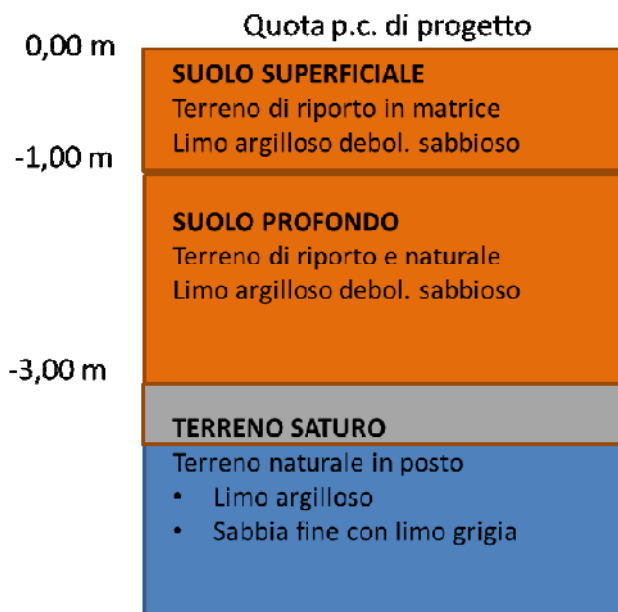 Quota p.c. di progetto
0,00 m
SUOLO SUPERFICIALE
Terreno di riporto in matrice
Limo argilloso debol. sabbioso
-1,00 m
SUOLO PROFONDO
Terreno di riporto e naturale
Limo argilloso debol. sabbioso
-3,00 m
TERRENO SATURO
Terreno naturale in posto
• Limo argilloso
• Sabbia fine con limo grigia